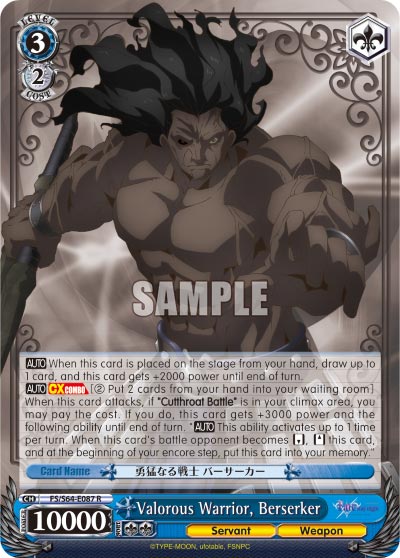 LEVEL
3
2
COST
SAMPLE
AUTO When this card is placed on the stage from your hand, draw up to
1 card, and this card gets +2000 power until end of turn.
AUTO CXCOMBO [② Put 2 cards from your hand into your waiting room]
When this card attacks, if "Cutthroat Battle" is in your climax area, you
may pay the cost. If you do, this card gets +3000 power and the
following ability until end of turn. "AUTO This ability activates up to 1 time
per turn. When this card's battle opponent becomes [ ], [ ] this card,
and at the beginning of your encore step, put this card into your memory."
Card Name
勇猛なる戦士 バーサーカー
CH FS/S64-E087 R
POWER
10000
SOUL
Valorous Warrior, Berserker
Servant
Weapon
©TYPE-MOON, ufotable, FSNPC